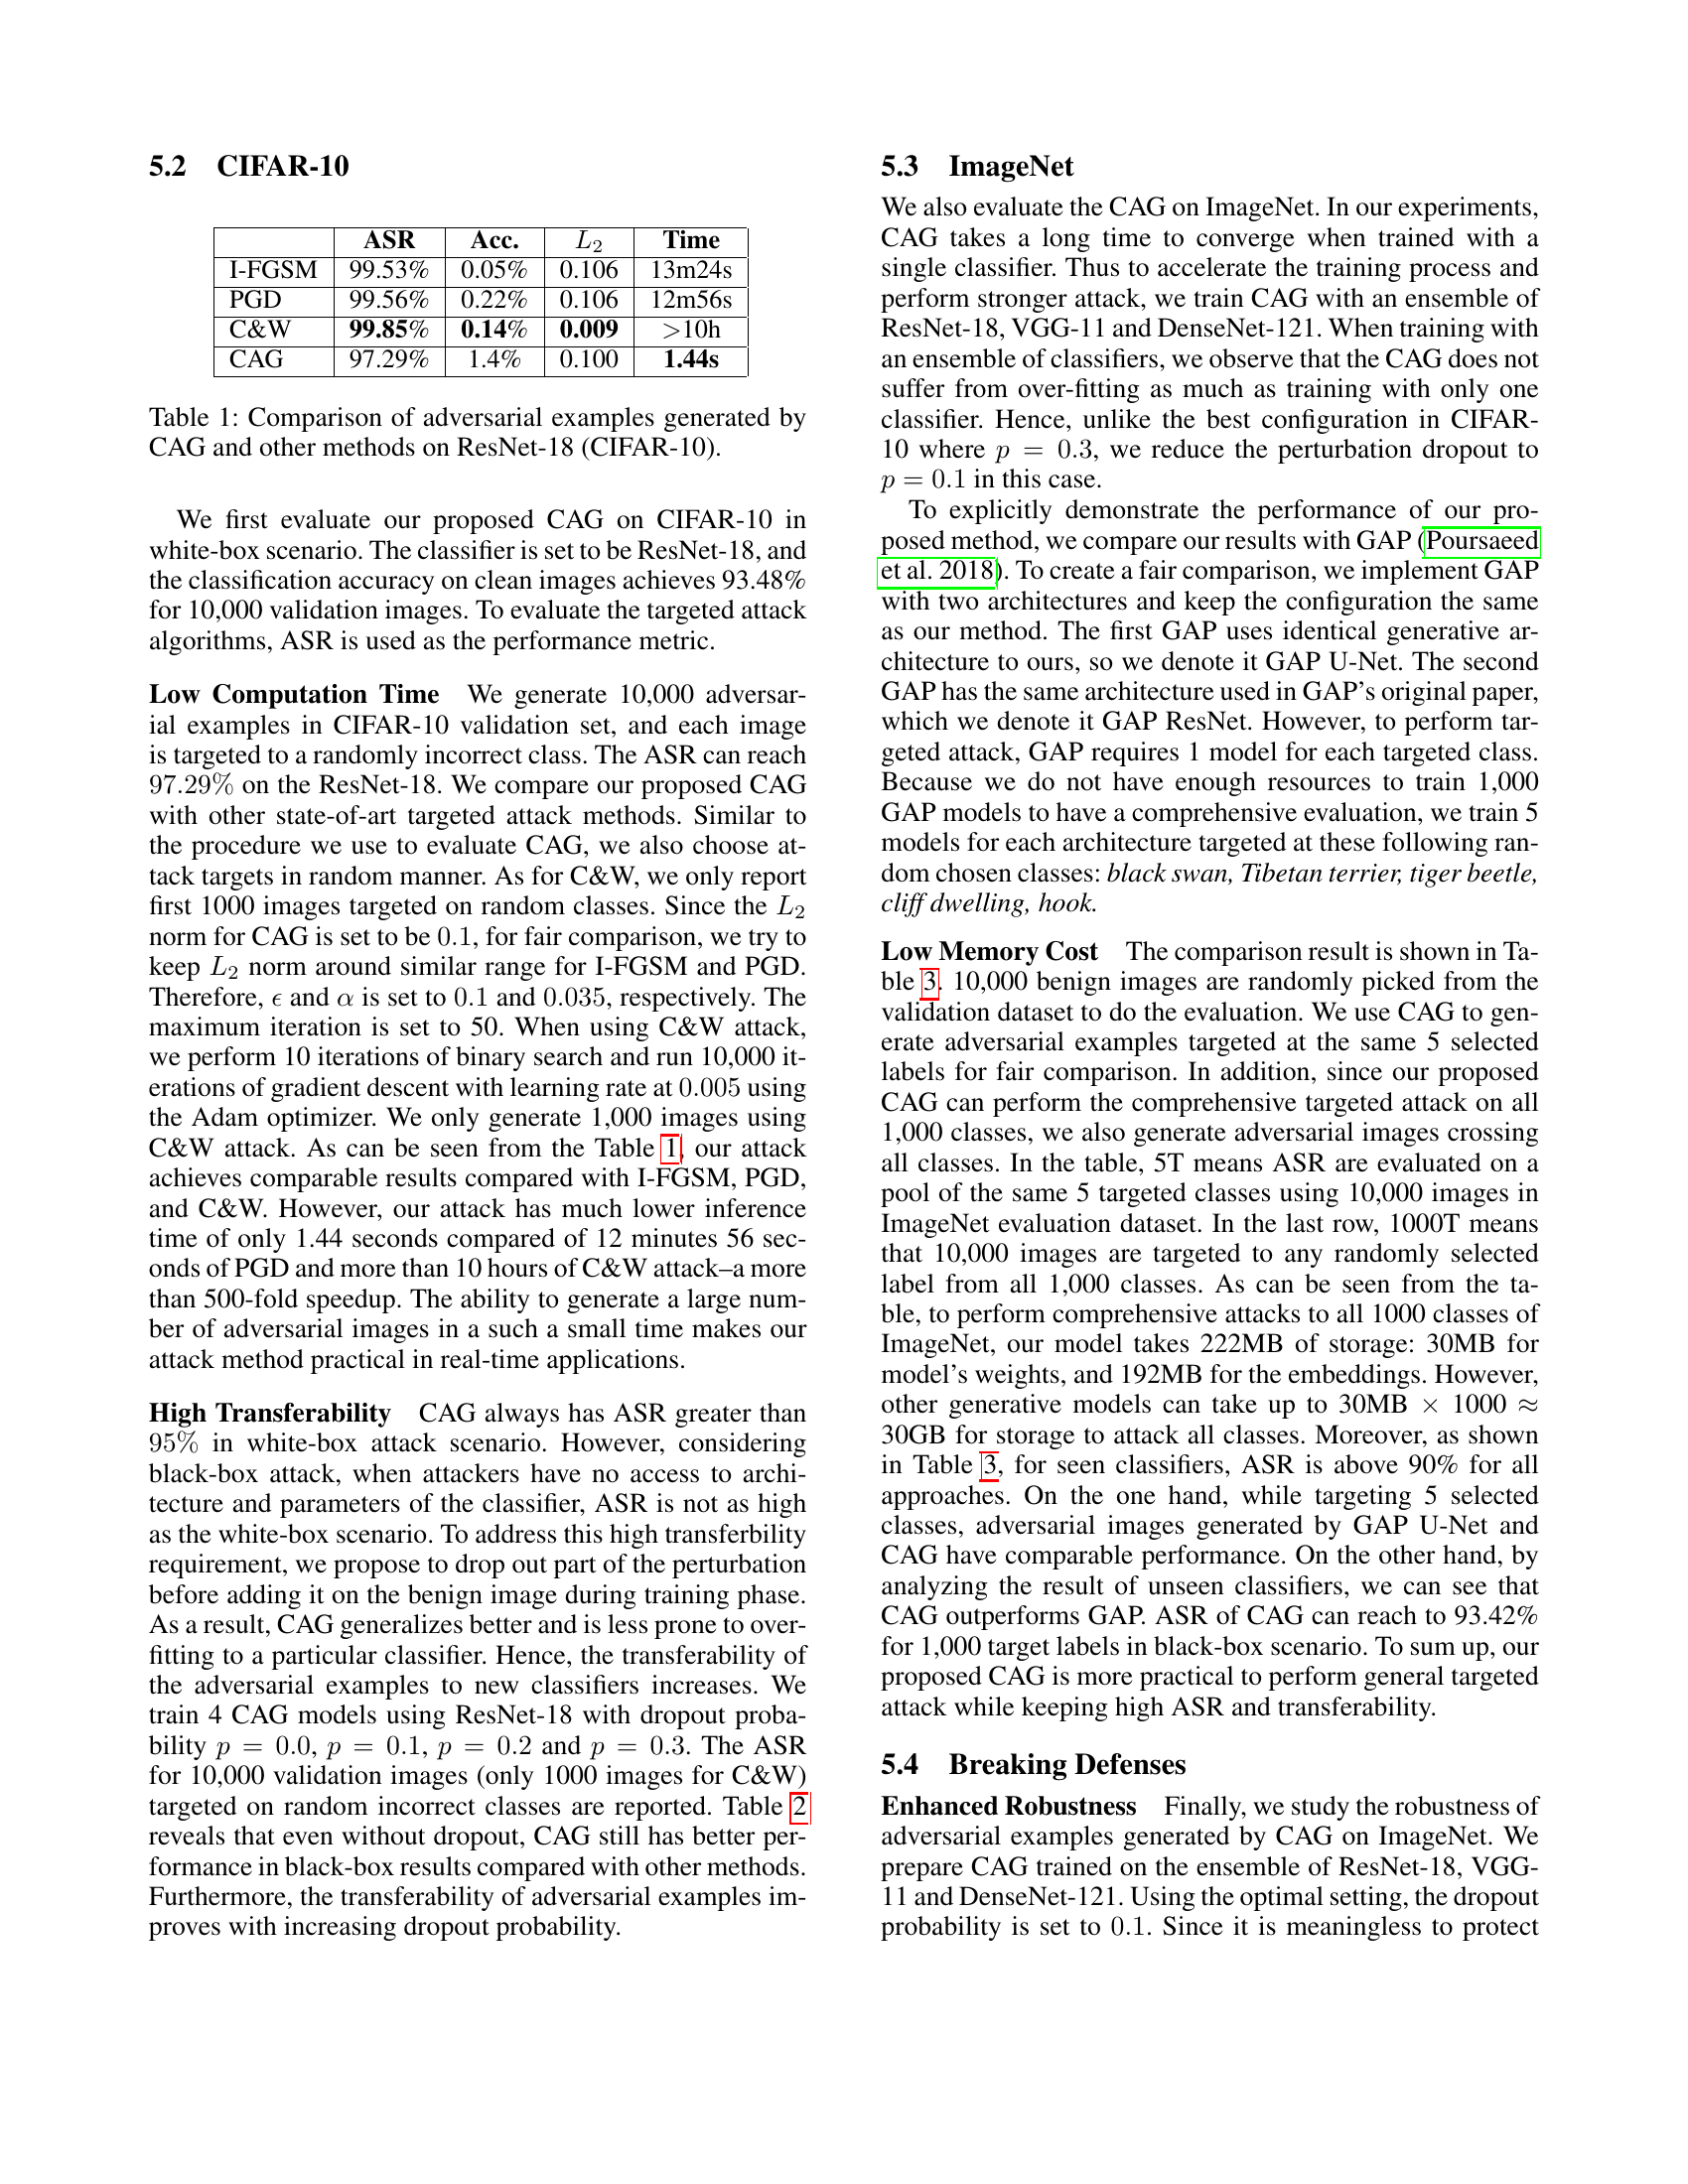 5.2 CIFAR-10
ASR Acc. L2 Time
I-FGSM 99.53% 0.05% 0.106 13m24s
PGD 99.56% 0.22% 0.106 12m56s
C&W 99.85% 0.14% 0.009 >10h
CAG 97.29% 1.4% 0.100 1.44s
Table 1: Comparison of adversarial examples generated by
CAG and other methods on ResNet-18 (CIFAR-10).
We first evaluate our proposed CAG on CIFAR-10 in
white-box scenario. The classifier is set to be ResNet-18, and
the classification accuracy on clean images achieves 93.48%
for 10,000 validation images. To evaluate the targeted attack
algorithms, ASR is used as the performance metric.
Low Computation Time We generate 10,000 adversar-
ial examples in CIFAR-10 validation set, and each image
is targeted to a randomly incorrect class. The ASR can reach
97.29% on the ResNet-18. We compare our proposed CAG
with other state-of-art targeted attack methods. Similar to
the procedure we use to evaluate CAG, we also choose at-
tack targets in random manner. As for C&W, we only report
first 1000 images targeted on random classes. Since the L2
norm for CAG is set to be 0.1, for fair comparison, we try to
keep L2 norm around similar range for I-FGSM and PGD.
Therefore, ϵ and α is set to 0.1 and 0.035, respectively. The
maximum iteration is set to 50. When using C&W attack,
we perform 10 iterations of binary search and run 10,000 it-
erations of gradient descent with learning rate at 0.005 using
the Adam optimizer. We only generate 1,000 images using
C&W attack. As can be seen from the Table 1, our attack
achieves comparable results compared with I-FGSM, PGD,
and C&W. However, our attack has much lower inference
time of only 1.44 seconds compared of 12 minutes 56 sec-
onds of PGD and more than 10 hours of C&W attack–a more
than 500-fold speedup. The ability to generate a large num-
ber of adversarial images in a such a small time makes our
attack method practical in real-time applications.
High Transferability CAG always has ASR greater than
95% in white-box attack scenario. However, considering
black-box attack, when attackers have no access to archi-
tecture and parameters of the classifier, ASR is not as high
as the white-box scenario. To address this high transferbility
requirement, we propose to drop out part of the perturbation
before adding it on the benign image during training phase.
As a result, CAG generalizes better and is less prone to over-
fitting to a particular classifier. Hence, the transferability of
the adversarial examples to new classifiers increases. We
train 4 CAG models using ResNet-18 with dropout proba-
bility p = 0.0, p = 0.1, p = 0.2 and p = 0.3. The ASR
for 10,000 validation images (only 1000 images for C&W)
targeted on random incorrect classes are reported. Table 2
reveals that even without dropout, CAG still has better per-
formance in black-box results compared with other methods.
Furthermore, the transferability of adversarial examples im-
proves with increasing dropout probability.
5.3 ImageNet
We also evaluate the CAG on ImageNet. In our experiments,
CAG takes a long time to converge when trained with a
single classifier. Thus to accelerate the training process and
perform stronger attack, we train CAG with an ensemble of
ResNet-18, VGG-11 and DenseNet-121. When training with
an ensemble of classifiers, we observe that the CAG does not
suffer from over-fitting as much as training with only one
classifier. Hence, unlike the best configuration in CIFAR-
10 where p = 0.3, we reduce the perturbation dropout to
p = 0.1 in this case.
To explicitly demonstrate the performance of our pro-
posed method, we compare our results with GAP (Poursaeed
et al. 2018). To create a fair comparison, we implement GAP
with two architectures and keep the configuration the same
as our method. The first GAP uses identical generative ar-
chitecture to ours, so we denote it GAP U-Net. The second
GAP has the same architecture used in GAP's original paper,
which we denote it GAP ResNet. However, to perform tar-
geted attack, GAP requires 1 model for each targeted class.
Because we do not have enough resources to train 1,000
GAP models to have a comprehensive evaluation, we train 5
models for each architecture targeted at these following ran-
dom chosen classes: black swan, Tibetan terrier, tiger beetle,
cliff dwelling, hook.
Low Memory Cost The comparison result is shown in Ta-
ble 3. 10,000 benign images are randomly picked from the
validation dataset to do the evaluation. We use CAG to gen-
erate adversarial examples targeted at the same 5 selected
labels for fair comparison. In addition, since our proposed
CAG can perform the comprehensive targeted attack on all
1,000 classes, we also generate adversarial images crossing
all classes. In the table, 5T means ASR are evaluated on a
pool of the same 5 targeted classes using 10,000 images in
ImageNet evaluation dataset. In the last row, 1000T means
that 10,000 images are targeted to any randomly selected
label from all 1,000 classes. As can be seen from the ta-
ble, to perform comprehensive attacks to all 1000 classes of
ImageNet, our model takes 222MB of storage: 30MB for
model's weights, and 192MB for the embeddings. However,
other generative models can take up to 30MB × 1000 ≈
30GB for storage to attack all classes. Moreover, as shown
in Table 3, for seen classifiers, ASR is above 90% for all
approaches. On the one hand, while targeting 5 selected
classes, adversarial images generated by GAP U-Net and
CAG have comparable performance. On the other hand, by
analyzing the result of unseen classifiers, we can see that
CAG outperforms GAP. ASR of CAG can reach to 93.42%
for 1,000 target labels in black-box scenario. To sum up, our
proposed CAG is more practical to perform general targeted
attack while keeping high ASR and transferability.
5.4 Breaking Defenses
Enhanced Robustness Finally, we study the robustness of
adversarial examples generated by CAG on ImageNet. We
prepare CAG trained on the ensemble of ResNet-18, VGG-
11 and DenseNet-121. Using the optimal setting, the dropout
probability is set to 0.1. Since it is meaningless to protect